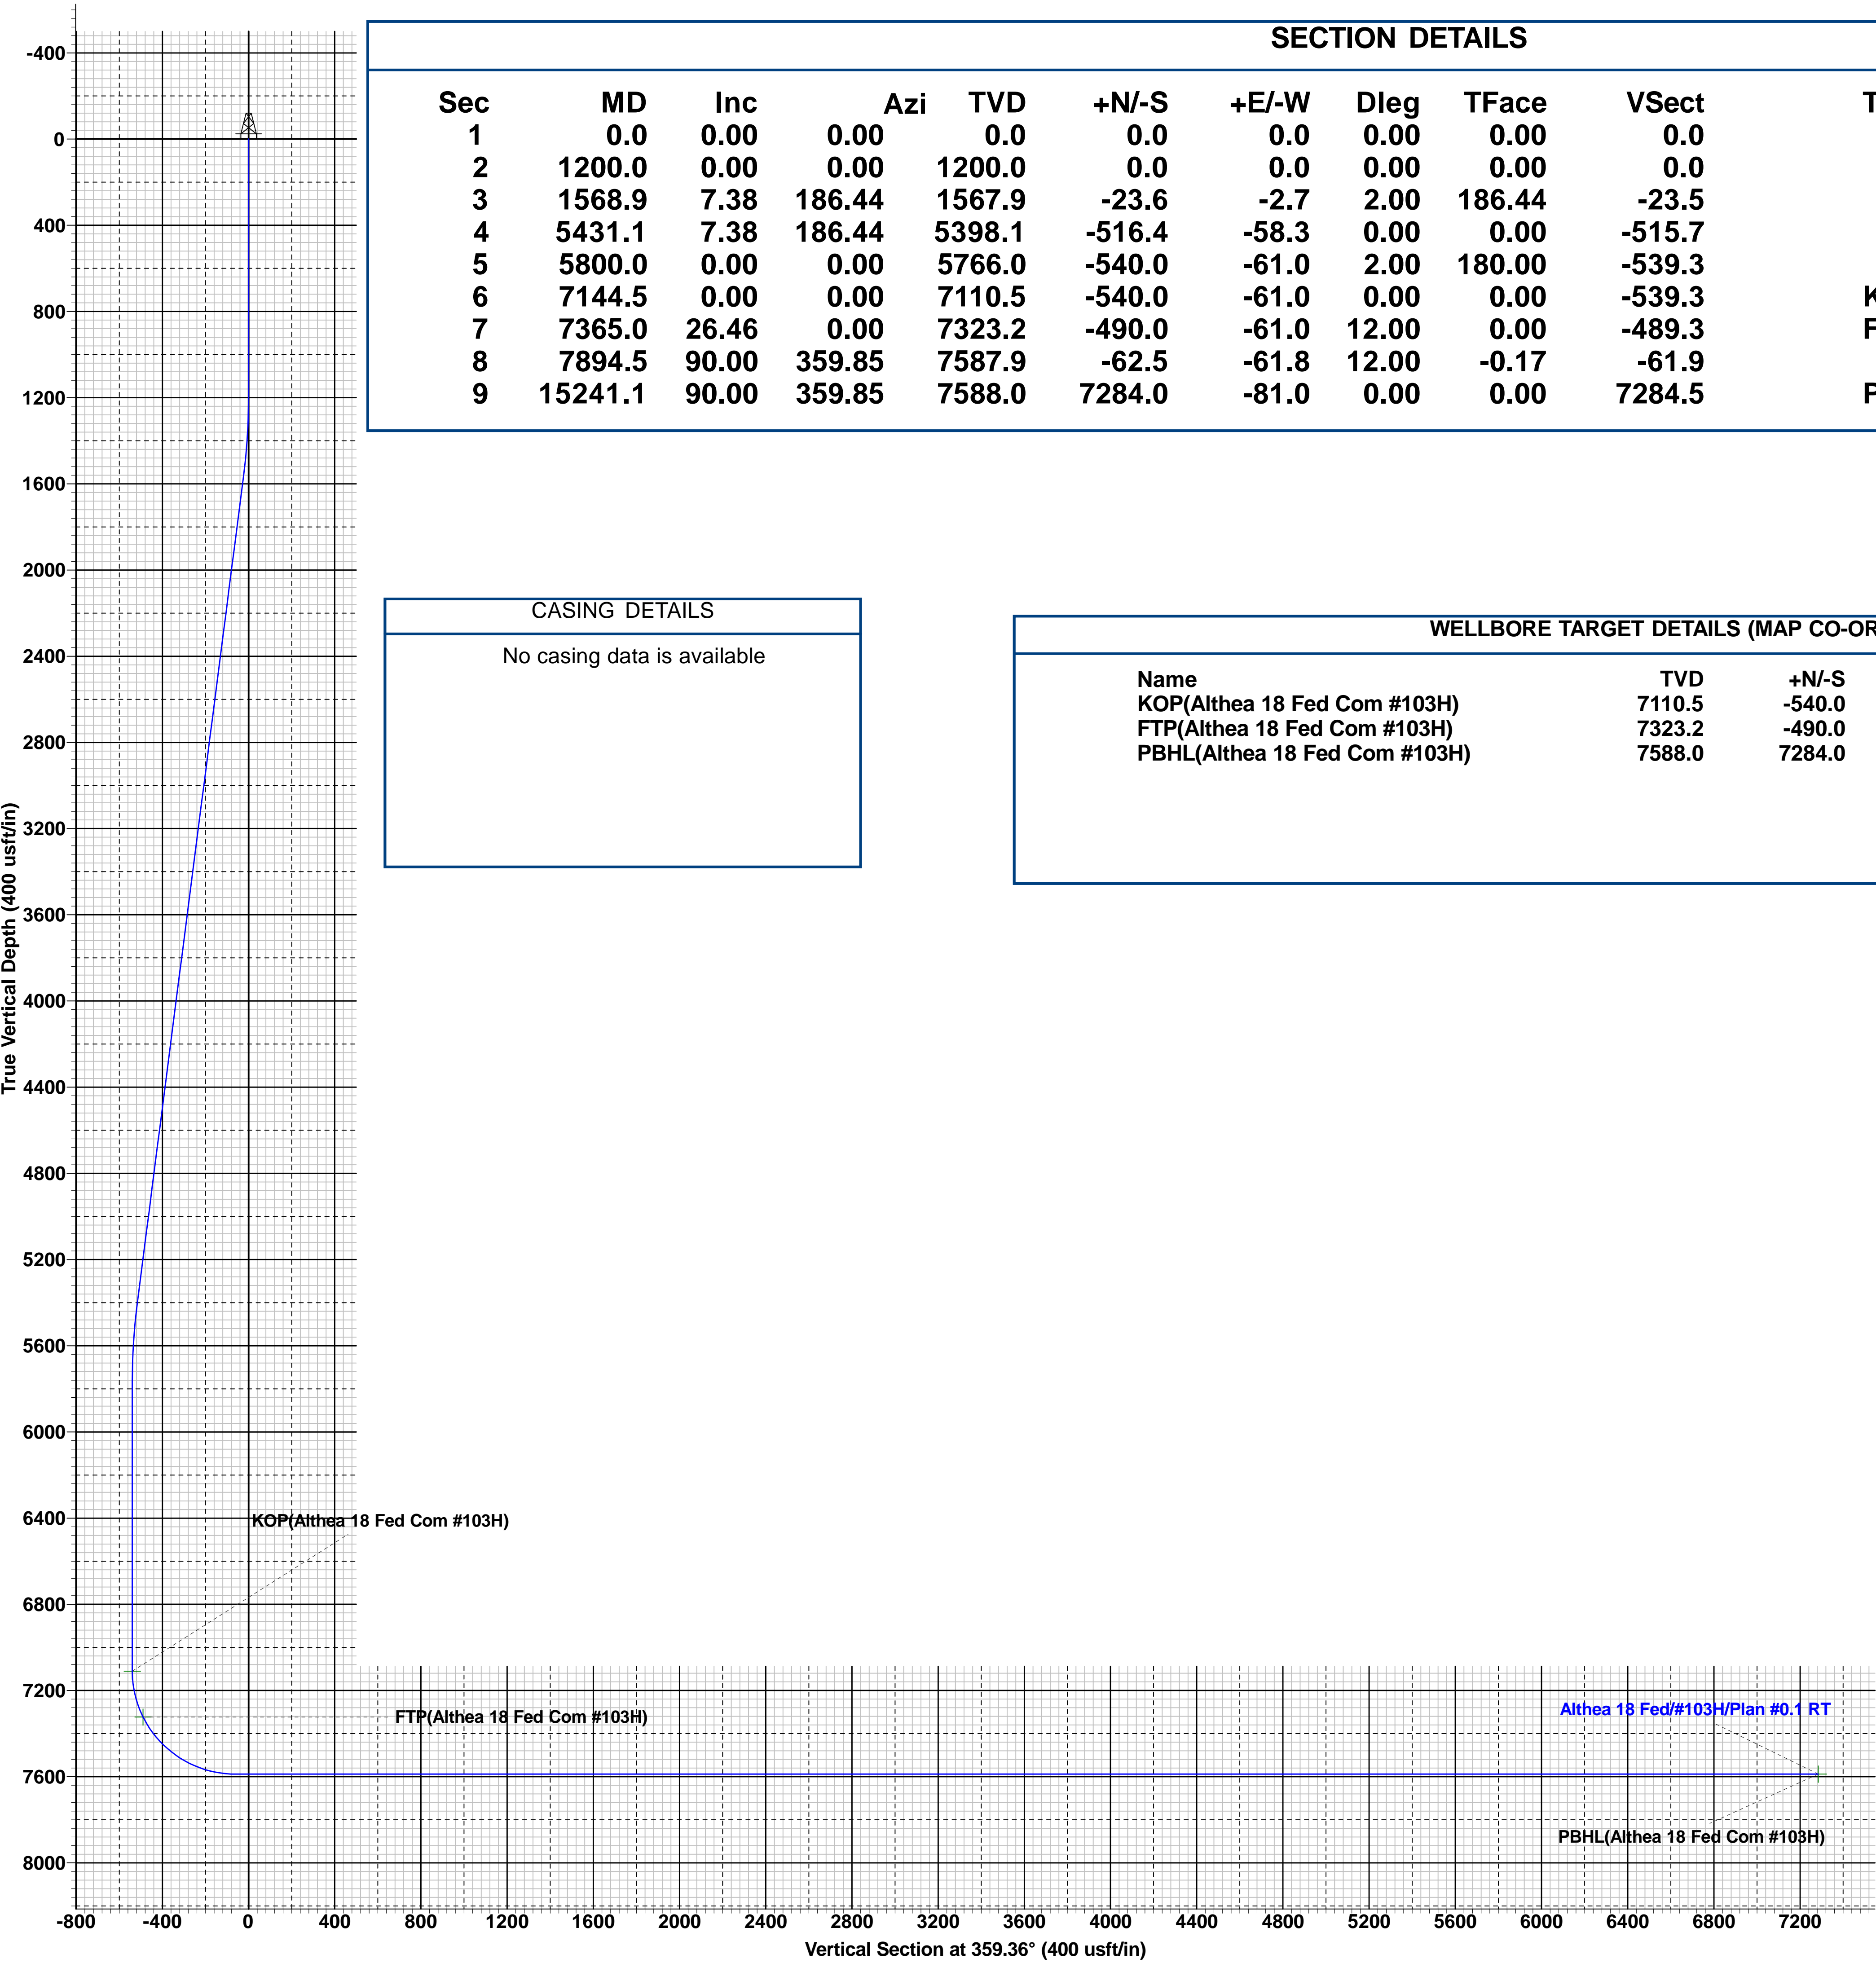 SECTION DETAILS
Sec MD Inc Azi TVD +N/-S +E/-W Dleg TFace VSect T
1 0.0 0.00 0.00 0.0 0.0 0.0 0.00 0.00 0.0
2 1200.0 0.00 0.00 1200.0 0.0 0.0 0.00 0.00 0.0
3 1568.9 7.38 186.44 1567.9 -23.6 -2.7 2.00 186.44 -23.5
4 5431.1 7.38 186.44 5398.1 -516.4 -58.3 0.00 0.00 -515.7
5 5800.0 0.00 0.00 5766.0 -540.0 -61.0 2.00 180.00 -539.3
6 7144.5 0.00 0.00 7110.5 -540.0 -61.0 0.00 0.00 -539.3 K
7 7365.0 26.46 0.00 7323.2 -490.0 -61.0 12.00 0.00 -489.3 F
8 7894.5 90.00 359.85 7587.9 -62.5 -61.8 12.00 -0.17 -61.9
9 15241.1 90.00 359.85 7588.0 7284.0 -81.0 0.00 0.00 7284.5 P
CASING DETAILS
No casing data is available
WELLBORE TARGET DETAILS (MAP CO-OR
Name TVD +N/-S
KOP(Althea 18 Fed Com #103H) 7110.5 -540.0
FTP(Althea 18 Fed Com #103H) 7323.2 -490.0
PBHL(Althea 18 Fed Com #103H) 7588.0 7284.0
True Vertical Depth (400 usft/in)
-400
0
400
800
1200
1600
2000
2400
2800
3200
3600
4000
4400
4800
5200
5600
6000
6400
6800
7200
7600
8000
KOP(Althea 18 Fed Com #103H)
FTP(Althea 18 Fed Com #103H)
Althea 18 Fed/#103H/Plan #0.1 RT
PBHL(Althea 18 Fed Com #103H)
-800 -400 0 400 800 1200 1600 2000 2400 2800 3200 3600 4000 4400 4800 5200 5600 6000 6400 6800 7200
Vertical Section at 359.36° (400 usft/in)